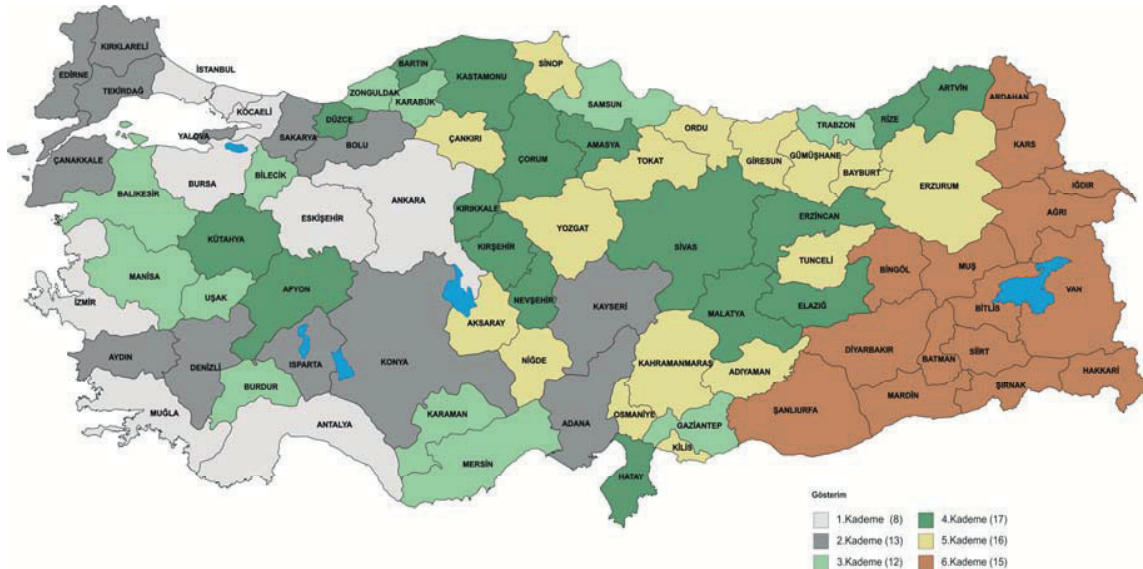 KIRKLARELİ
EDİRNE
TEKİRDAĞ
İSTANBUL
KOCAELİ
YALOVA
SAKARYA
DÜZCE
BOLU
ZONGULDAK
BARTIN
KARABÜK
KASTAMONU
SİNOP
SAMSUN
ÇANKIRI
ÇORUM
AMASYA
TOKAT
ORDU
GİRESUN
GÜMÜŞHANE
TRABZON
BAYBURT
RİZE
ARTVİN
ARDAHAN
KARS
IĞDIR
AĞRI
ERZURUM
ERZİNCAN
ÇANAKKALE
BALIKESİR
BURSA
BİLECİK
ESKİŞEHİR
ANKARA
KIRIKKALE
KIRŞEHİR
YOZGAT
SİVAS
TUNCELİ
BİNGÖL
MUŞ
BİTLİS
VAN
KÜTAHYA
MANİSA
UŞAK
AFYON
İZMİR
NEVŞEHİR
KAYSERİ
AKSARAY
NİĞDE
MALATYA
ELAZIĞ
DİYARBAKIR
BATMAN
SİİRT
HAKKARİ
ŞIRNAK
MARDİN
ŞANLIURFA
ADIYAMAN
KAHRAMANMARAŞ
AYDIN
DENİZLİ
ISPARTA
BURDUR
KONYA
MUĞLA
ANTALYA
KARAMAN
MERSİN
ADANA
OSMANİYE
GAZİANTEP
KİLİS
HATAY
Gösterim
1.Kademe (8)
2.Kademe (13)
3.Kademe (12)
4.Kademe (17)
5.Kademe (16)
6.Kademe (15)